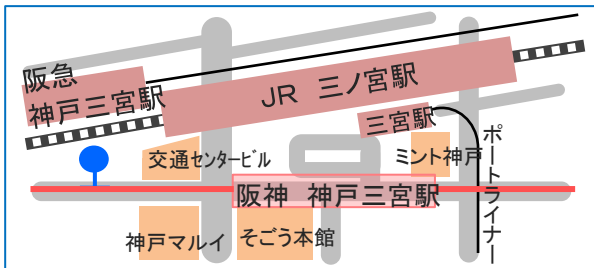 阪急
神戸三宮駅
JR 三ノ宮駅
三宮駅
交通センタービル
ミント神戸
ポートライナー
阪神 神戸三宮駅
神戸マルイ
そごう本館